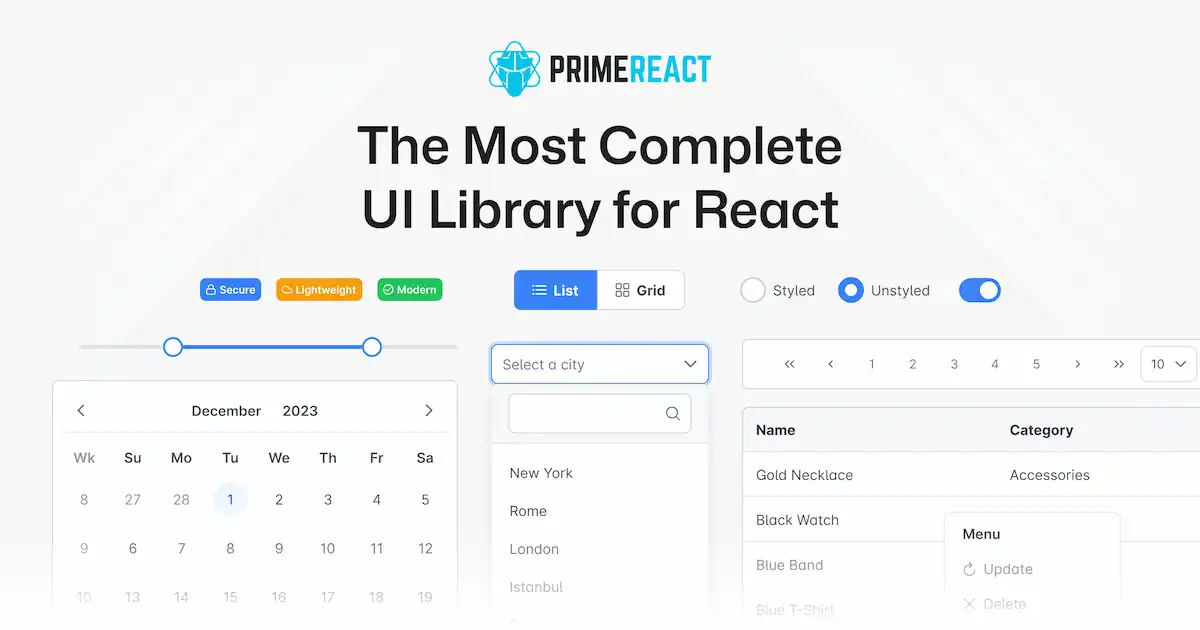 PRIMEREACT
The Most Complete
UI Library for React
Secure
Lightweight
Modern
List
Grid
Styled
Unstyled
December 2023
Wk Su Mo Tu We Th Fr Sa
8 27 28 1 2 3 4 5
9 6 7 8 9 10 11 12
10 13 14 15 16 17 18 19
Select a city
New York
Rome
London
Istanbul
« ‹ 1 2 3 4 5 › » 10
Name Category
Gold Necklace Accessories
Black Watch
Blue Band
Blue T-Shirt
Menu
Update
Delete